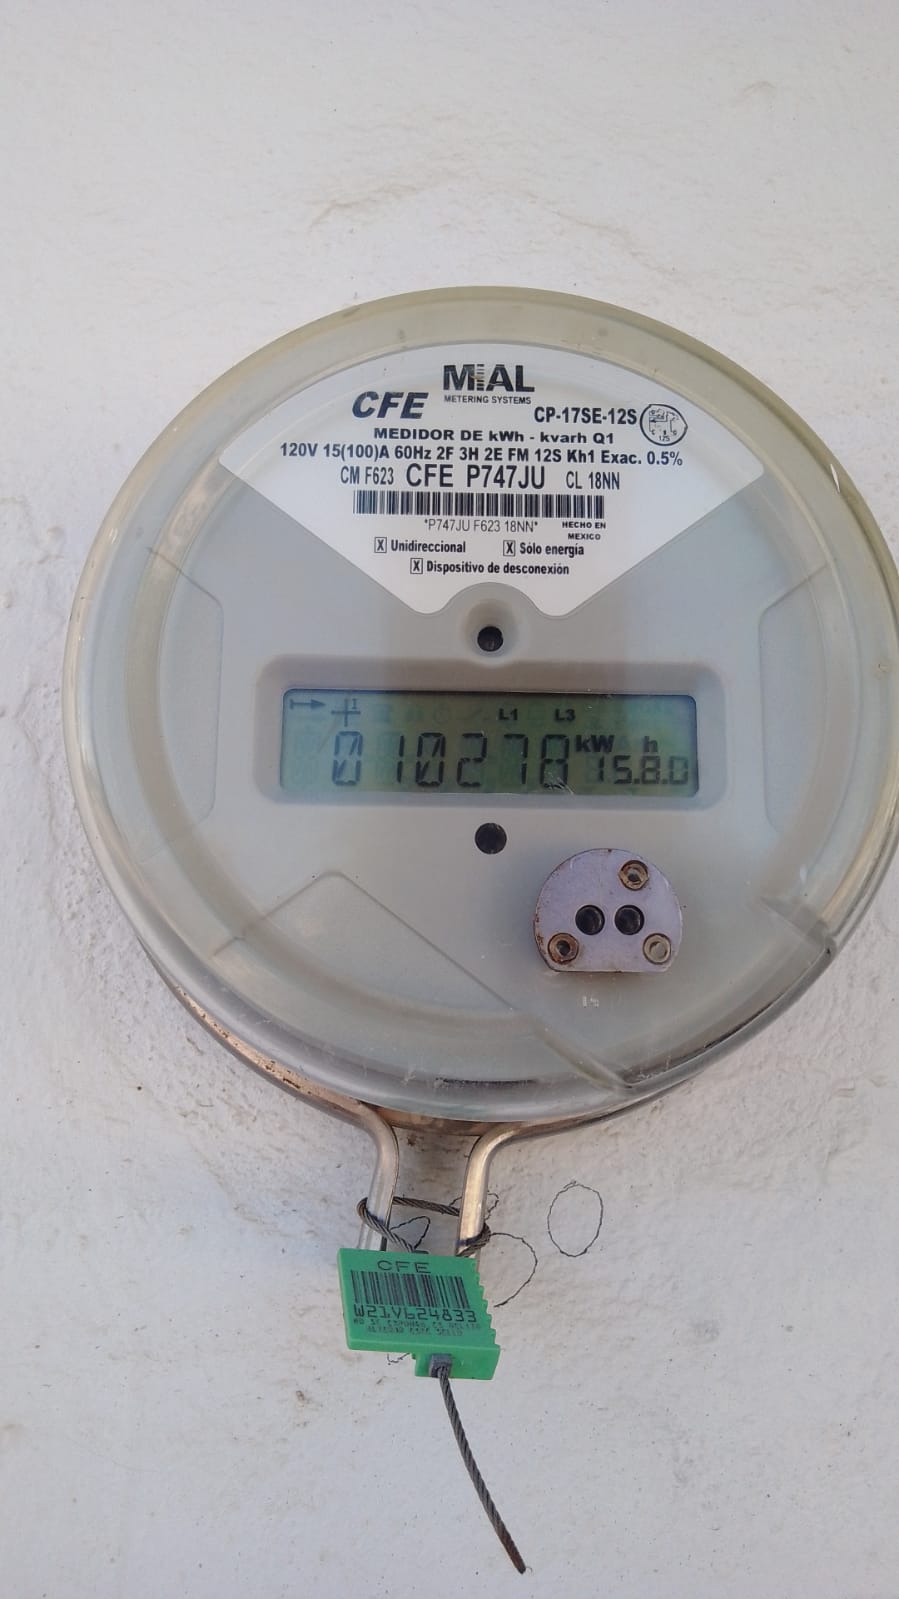 MIAL
METERING SYSTEMS
CFE
CP-17SE-12S
MEDIDOR DE kWh - kvarh Q1
120V 15(100)A 60Hz 2F 3H 2E FM 12S Kh1 Exac. 0.5%
CM F623 CFE P747JU CL 18NN
*P747JU F623 18NN*
HECHO EN
MEXICO
X Unidireccional X Sólo energía
X Dispositivo de desconexión
L1 L3
010278 kW h 15.8.0
CFE
W21V624833